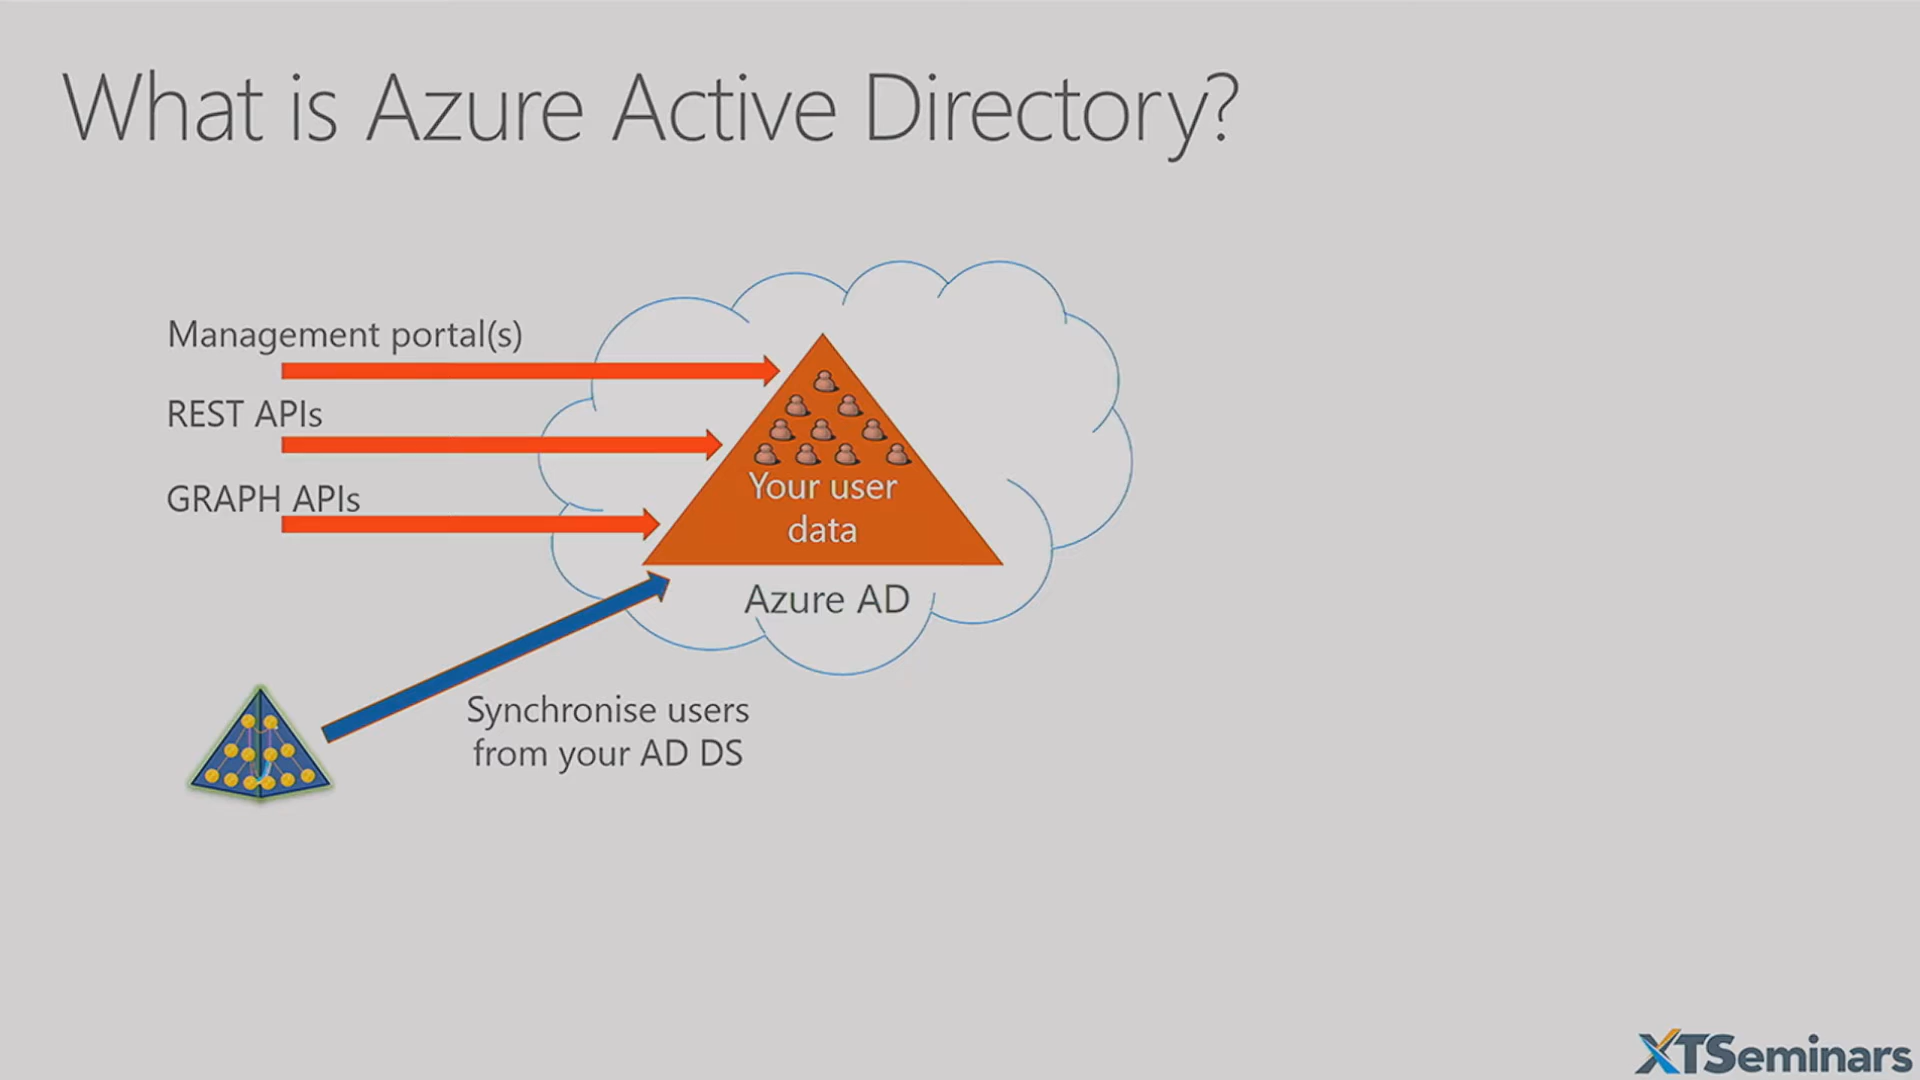 What is Azure Active Directory?
Management portal(s)
REST APIs
GRAPH APIs
Your user
data
Azure AD
Synchronise users
from your AD DS
XTSeminars